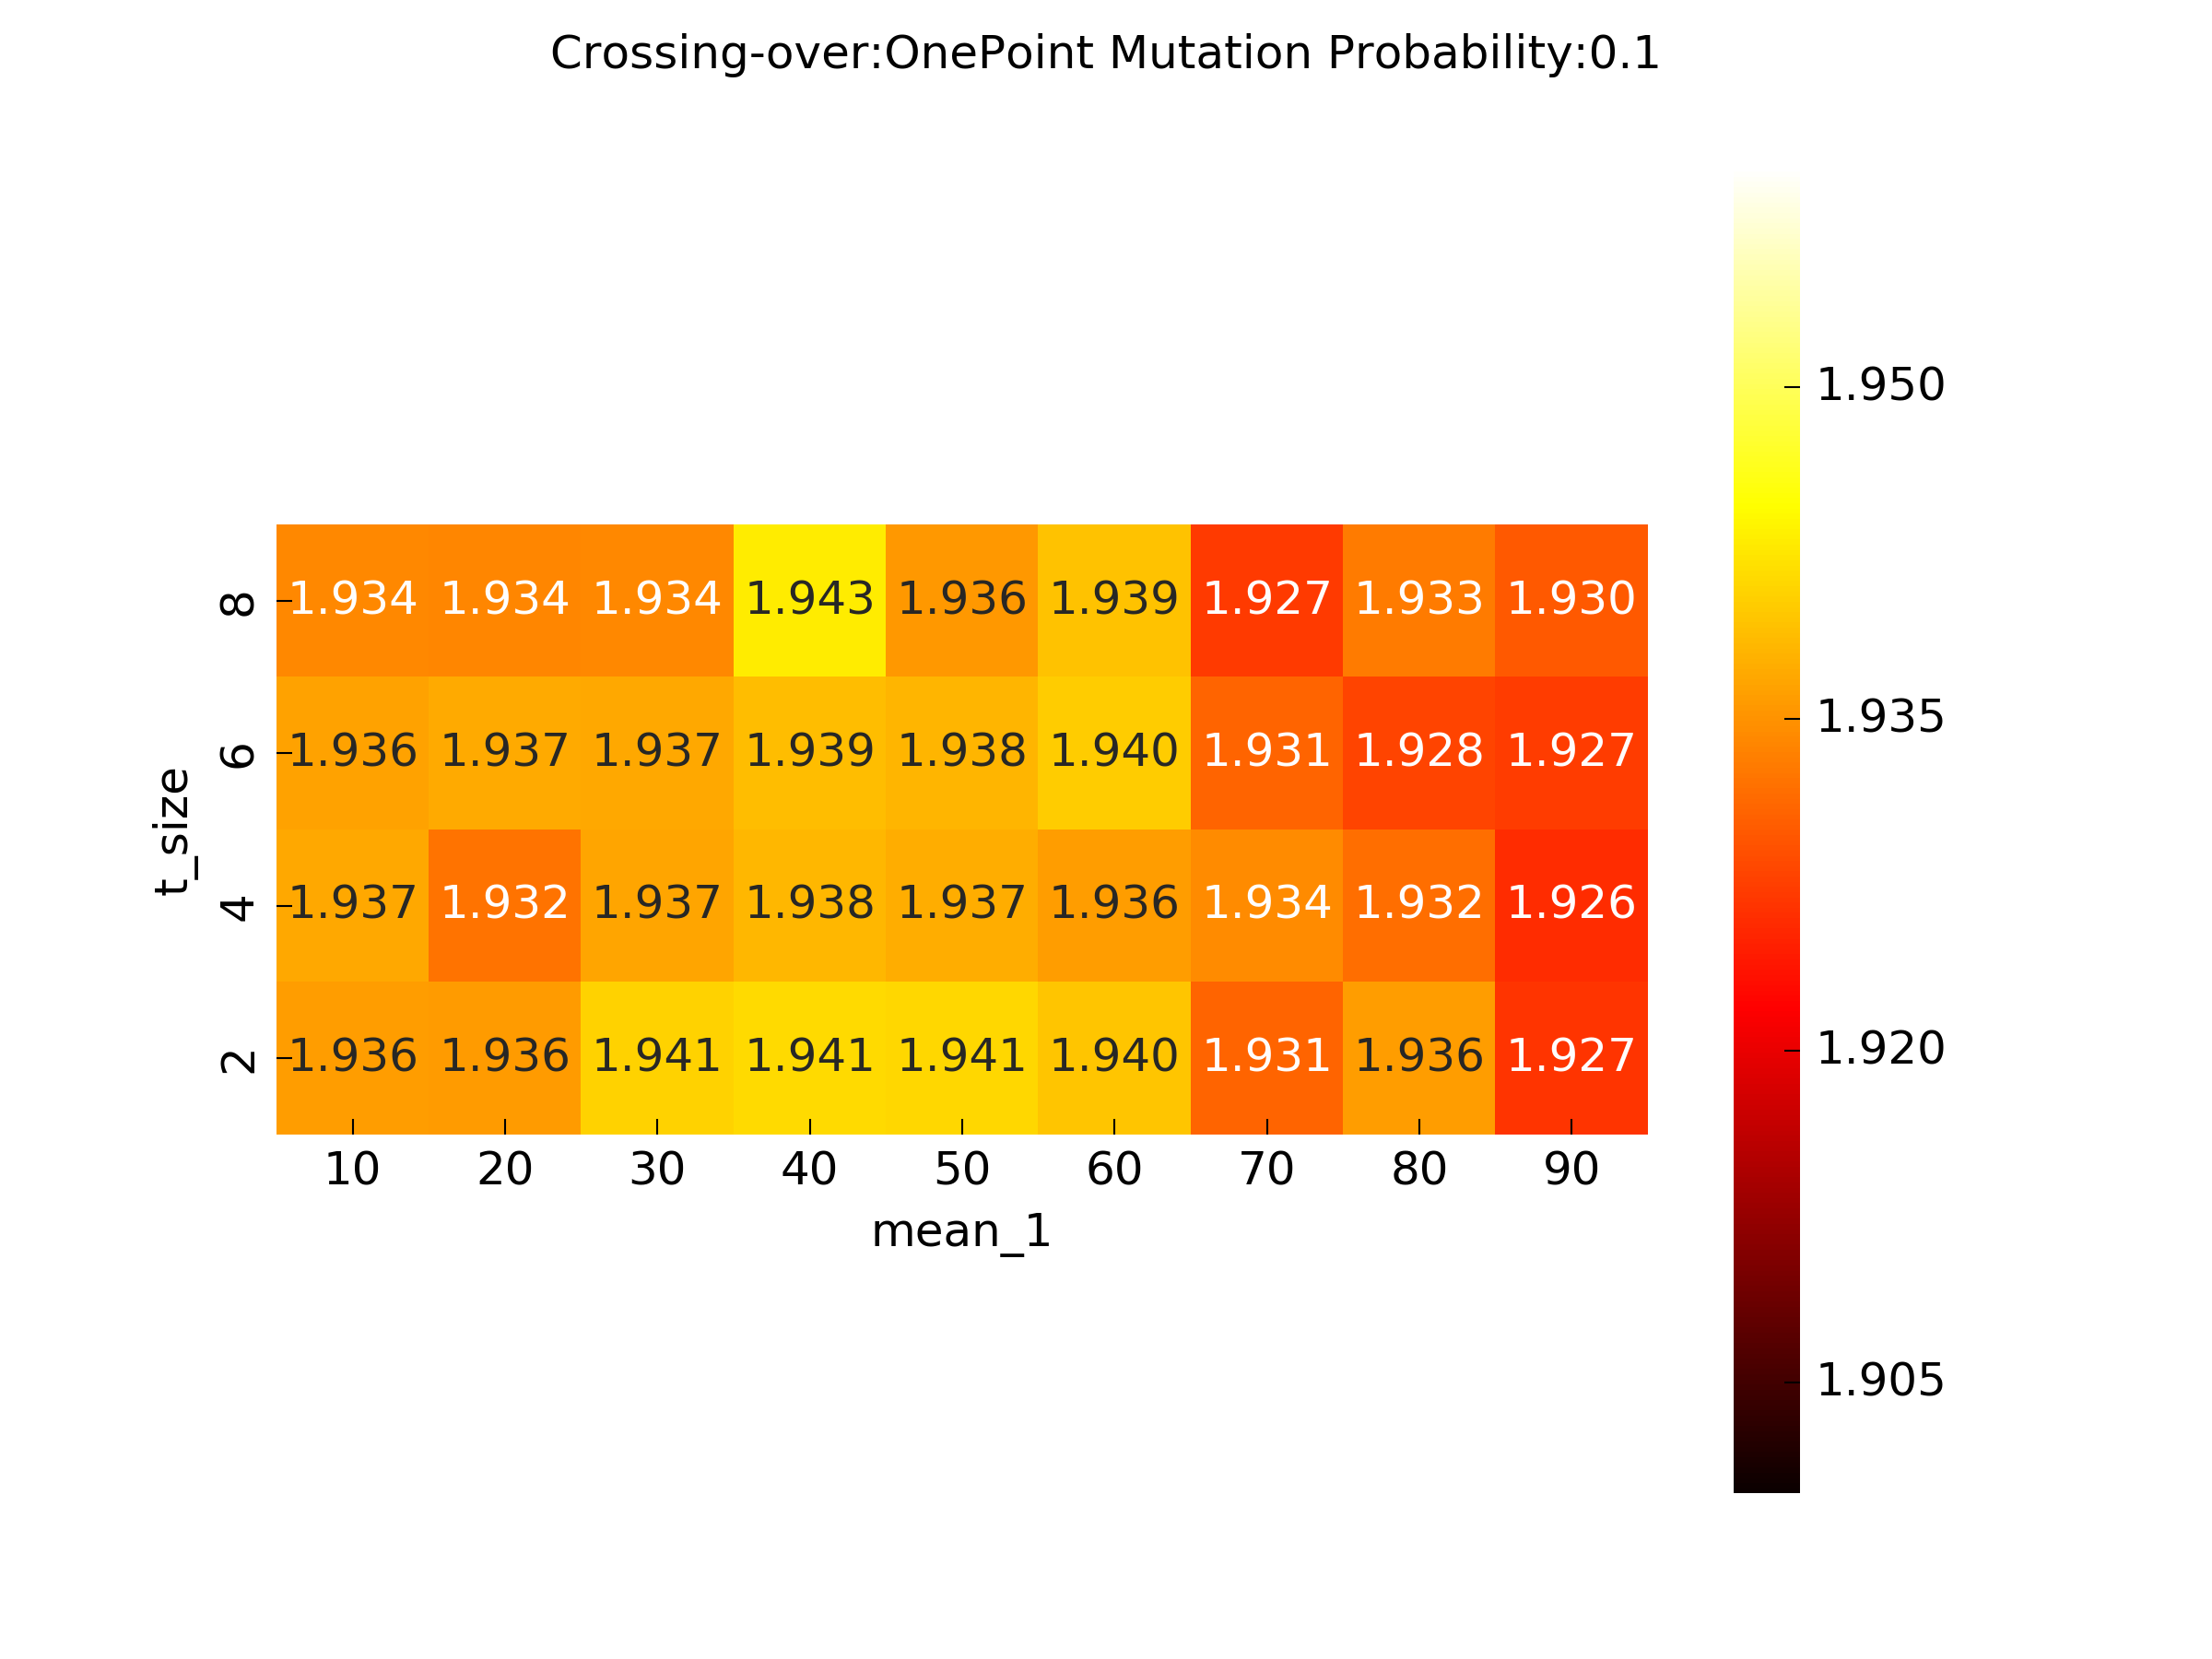 Crossing-over:OnePoint Mutation Probability:0.1
1.950
1.935
1.920
1.905
t_size
8 1.934 1.934 1.934 1.943 1.936 1.939 1.927 1.933 1.930
6 1.936 1.937 1.937 1.939 1.938 1.940 1.931 1.928 1.927
4 1.937 1.932 1.937 1.938 1.937 1.936 1.934 1.932 1.926
2 1.936 1.936 1.941 1.941 1.941 1.940 1.931 1.936 1.927
10 20 30 40 50 60 70 80 90
mean_1